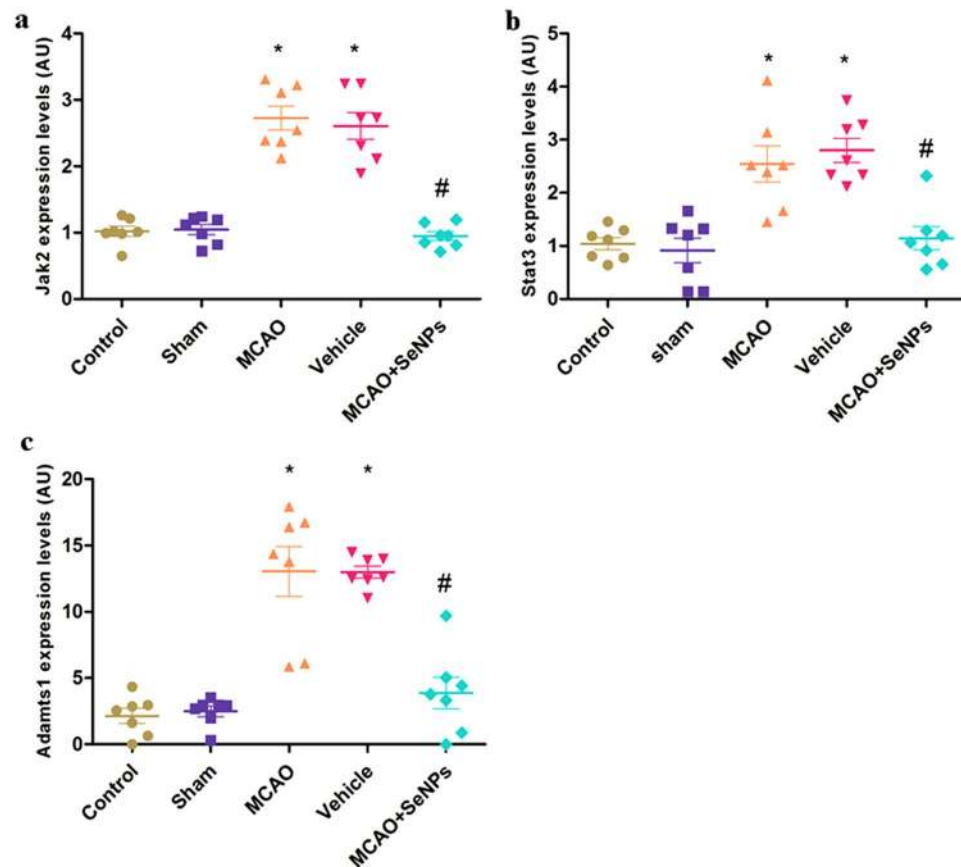 a
Jak2 expression levels (AU)
4
3
2
1
0
* *
#
Control
Sham
MCAO
Vehicle
MCAO+SeNPs
b
Stat3 expression levels (AU)
5
4
3
2
1
0
* *
#
Control
sham
MCAO
Vehicle
MCAO+SeNPs
c
Adamts1 expression levels (AU)
20
15
10
5
0
* *
#
Control
Sham
MCAO
Vehicle
MCAO+SeNPs